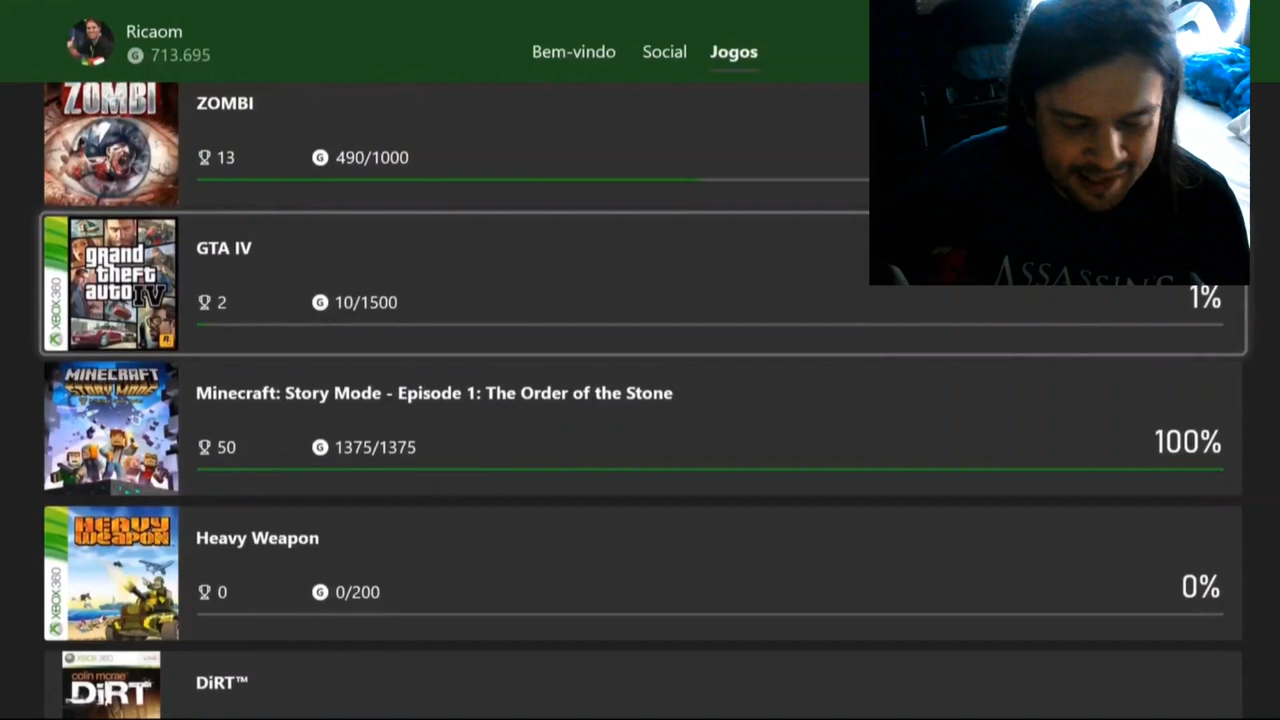 Ricaom
G 713.695
Bem-vindo Social Jogos
ZOMBI
ZOMBI
13 G 490/1000
ASSASSIN'S
XBOX 360
grand
theft
auto IV
R
GTA IV
2 G 10/1500
1%
MINECRAFT
STORY MODE
Minecraft: Story Mode - Episode 1: The Order of the Stone
50 G 1375/1375
100%
XBOX 360
HEAVY
WEAPON
Heavy Weapon
0 G 0/200
0%
XBOX 360 LIVE
colin mcrae
DiRT
DiRT™